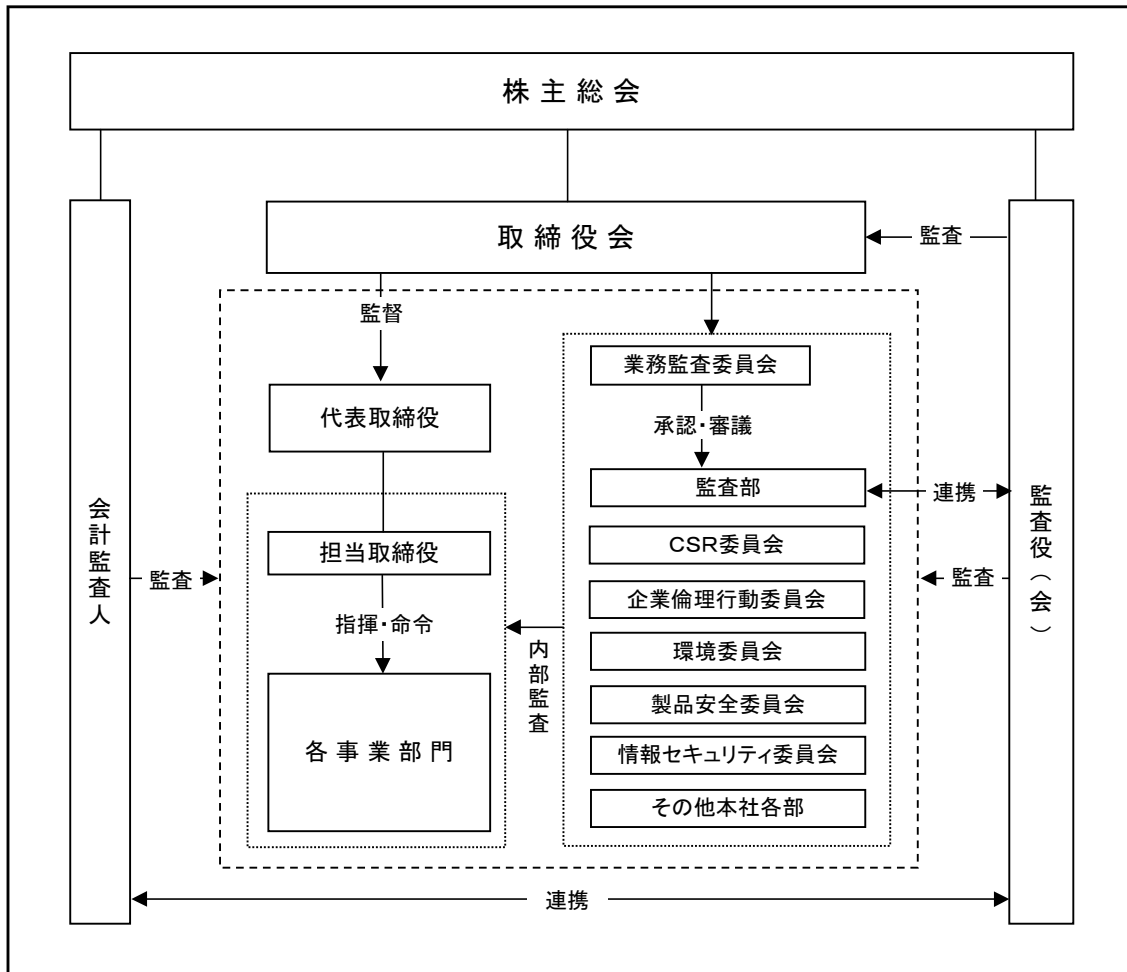 株主総会
取締役会
監査
監督
業務監査委員会
代表取締役
承認・審議
監査部
連携
会計監査人
監査役（会）
担当取締役
CSR委員会
監査
監査
企業倫理行動委員会
指揮・命令
内部監査
環境委員会
各事業部門
製品安全委員会
情報セキュリティ委員会
その他本社各部
連携